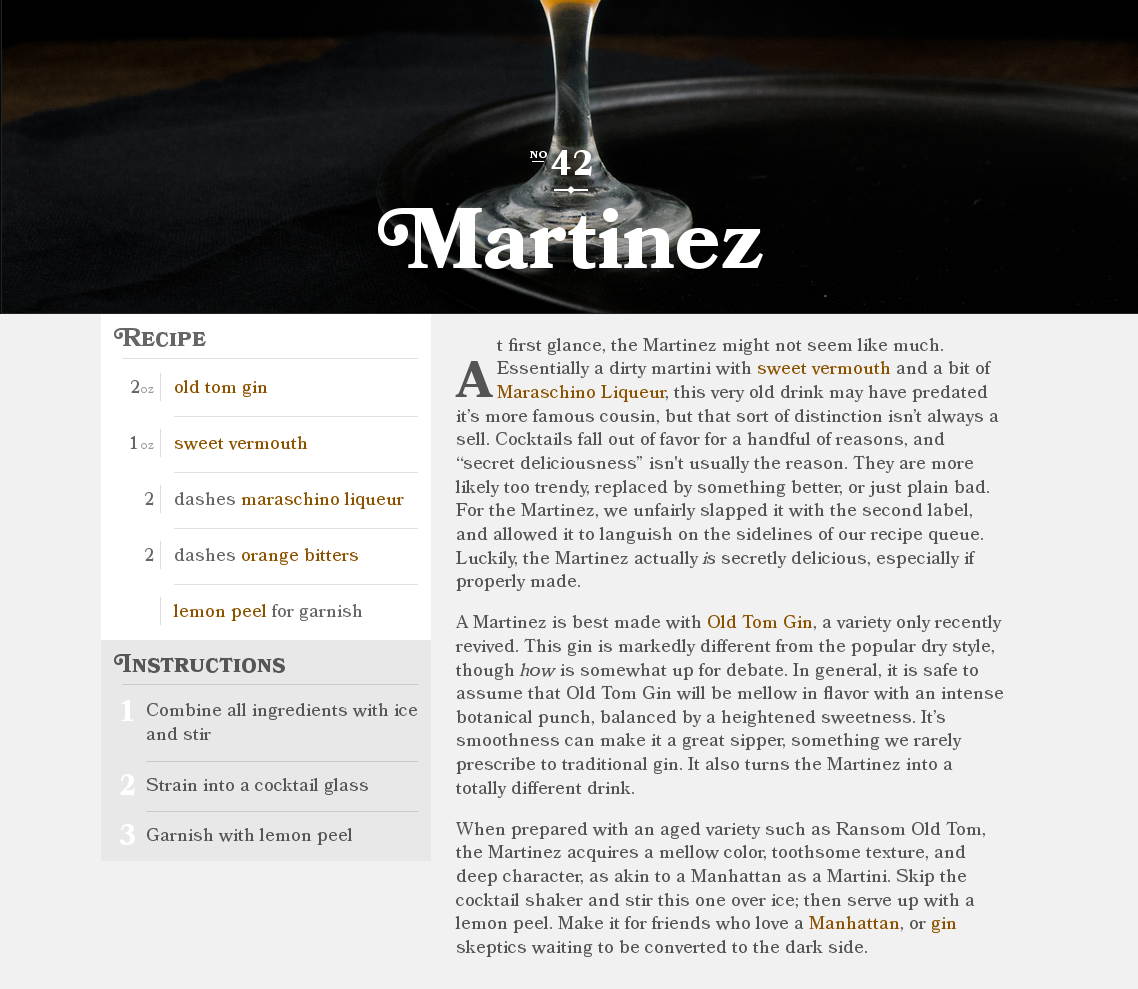 NO 42
Martinez
RECIPE
2 oz old tom gin
1 oz sweet vermouth
2 dashes maraschino liqueur
2 dashes orange bitters
lemon peel for garnish
INSTRUCTIONS
1 Combine all ingredients with ice
and stir
2 Strain into a cocktail glass
3 Garnish with lemon peel
At first glance, the Martinez might not seem like much.
Essentially a dirty martini with sweet vermouth and a bit of
Maraschino Liqueur, this very old drink may have predated
it’s more famous cousin, but that sort of distinction isn’t always a
sell. Cocktails fall out of favor for a handful of reasons, and
“secret deliciousness” isn't usually the reason. They are more
likely too trendy, replaced by something better, or just plain bad.
For the Martinez, we unfairly slapped it with the second label,
and allowed it to languish on the sidelines of our recipe queue.
Luckily, the Martinez actually is secretly delicious, especially if
properly made.
A Martinez is best made with Old Tom Gin, a variety only recently
revived. This gin is markedly different from the popular dry style,
though how is somewhat up for debate. In general, it is safe to
assume that Old Tom Gin will be mellow in flavor with an intense
botanical punch, balanced by a heightened sweetness. It’s
smoothness can make it a great sipper, something we rarely
prescribe to traditional gin. It also turns the Martinez into a
totally different drink.
When prepared with an aged variety such as Ransom Old Tom,
the Martinez acquires a mellow color, toothsome texture, and
deep character, as akin to a Manhattan as a Martini. Skip the
cocktail shaker and stir this one over ice; then serve up with a
lemon peel. Make it for friends who love a Manhattan, or gin
skeptics waiting to be converted to the dark side.